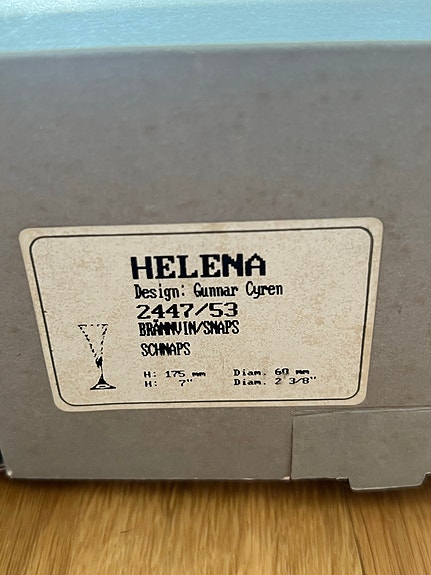 HELENA
Design: Gunnar Cyren
2447/53
BRÄNNVIN/SNAPS
SCHNAPS
H: 175 mm Diam. 60 mm
H: 7" Diam. 2 3/8"